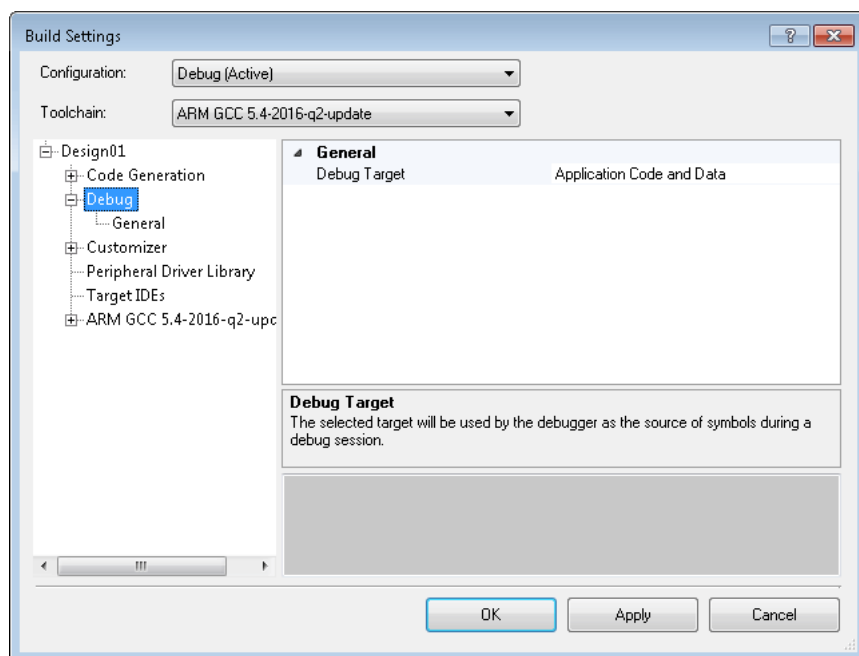 Build Settings
Configuration: Debug (Active)
Toolchain: ARM GCC 5.4-2016-q2-update
Design01
Code Generation
Debug
General
Customizer
Peripheral Driver Library
Target IDEs
ARM GCC 5.4-2016-q2-upd
General
Debug Target Application Code and Data
Debug Target
The selected target will be used by the debugger as the source of symbols during a
debug session.
OK Apply Cancel